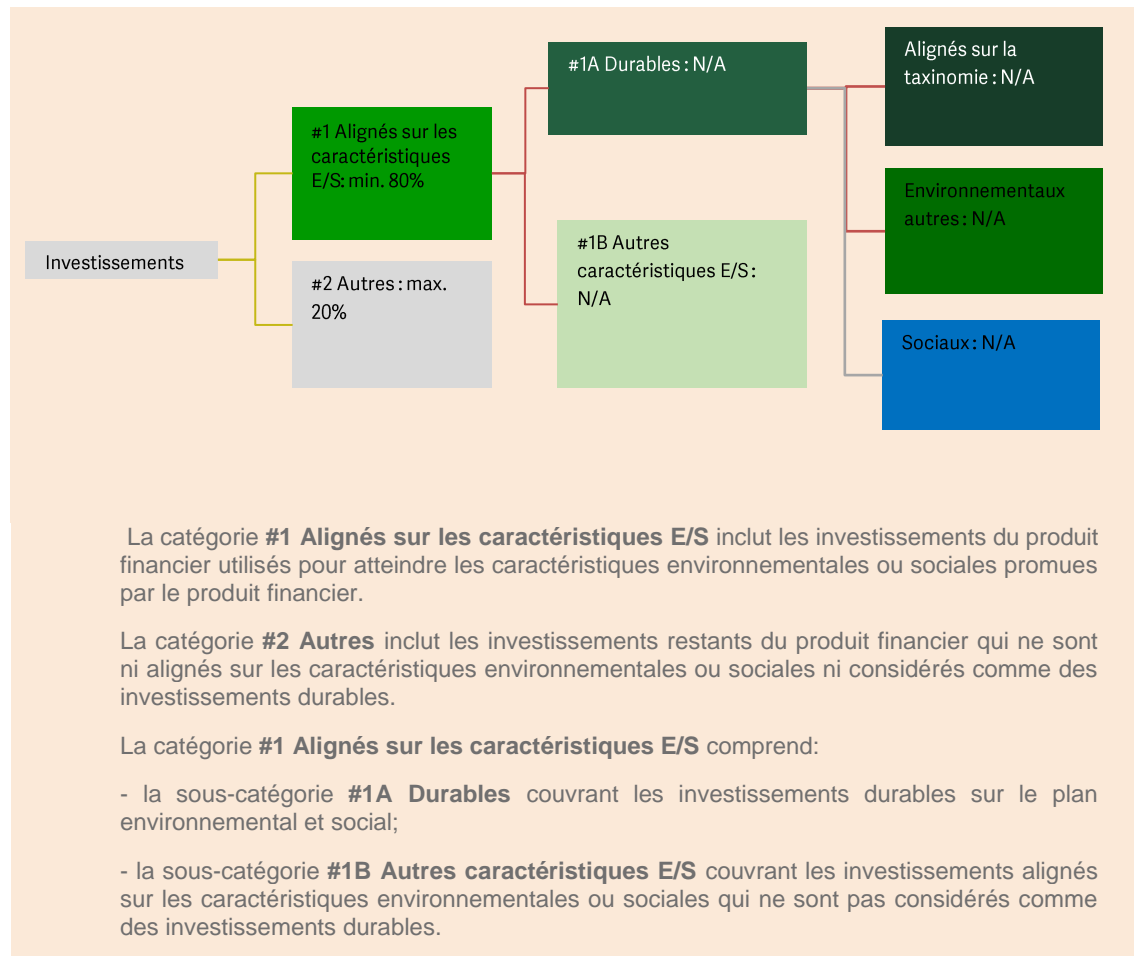 Investissements
#1 Alignés sur les
caractéristiques
E/S: min. 80%
#2 Autres : max.
20%
#1A Durables : N/A
#1B Autres
caractéristiques E/S :
N/A
Alignés sur la
taxinomie : N/A
Environnementaux
autres : N/A
Sociaux : N/A
La catégorie #1 Alignés sur les caractéristiques E/S inclut les investissements du produit
financier utilisés pour atteindre les caractéristiques environnementales ou sociales promues
par le produit financier.
La catégorie #2 Autres inclut les investissements restants du produit financier qui ne sont
ni alignés sur les caractéristiques environnementales ou sociales ni considérés comme des
investissements durables.
La catégorie #1 Alignés sur les caractéristiques E/S comprend:
- la sous-catégorie #1A Durables couvrant les investissements durables sur le plan
environnemental et social;
- la sous-catégorie #1B Autres caractéristiques E/S couvrant les investissements alignés
sur les caractéristiques environnementales ou sociales qui ne sont pas considérés comme
des investissements durables.